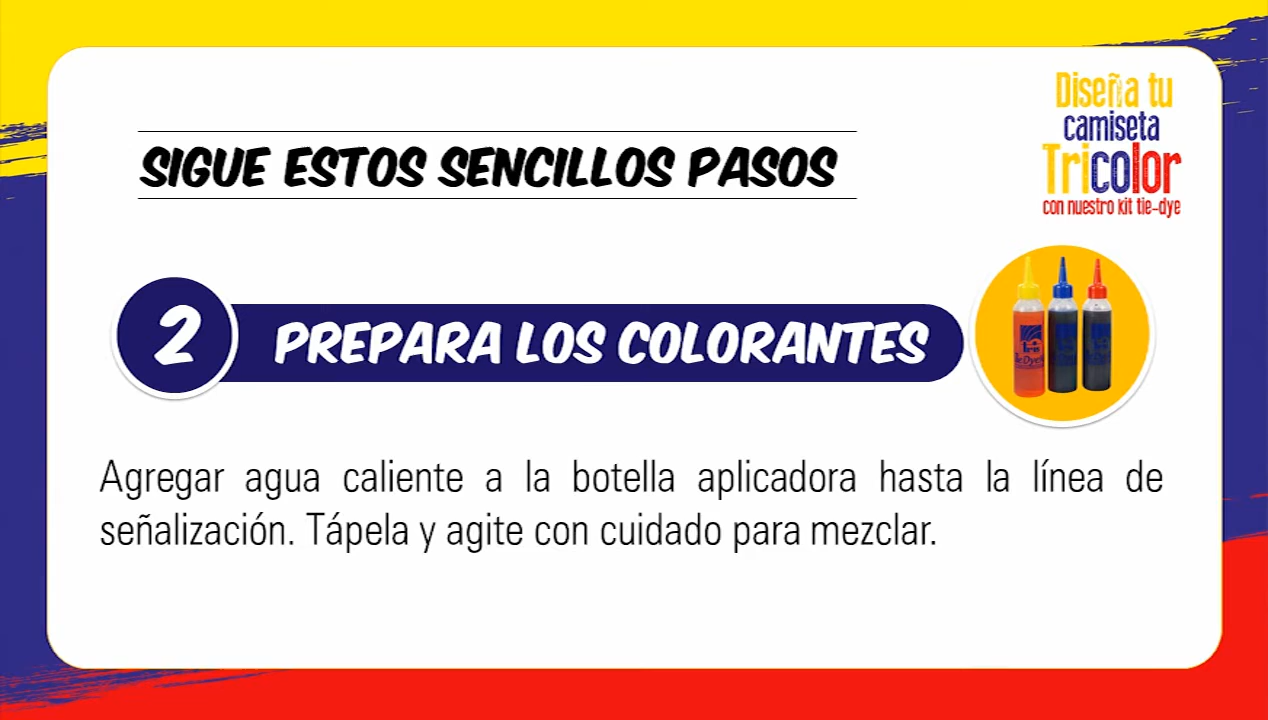 Diseña tu
camiseta
Tricolor
con nuestro kit tie-dye
SIGUE ESTOS SENCILLOS PASOS
2
PREPARA LOS COLORANTES
Iris
Agregar agua caliente a la botella aplicadora hasta la línea de
señalización. Tápela y agite con cuidado para mezclar.